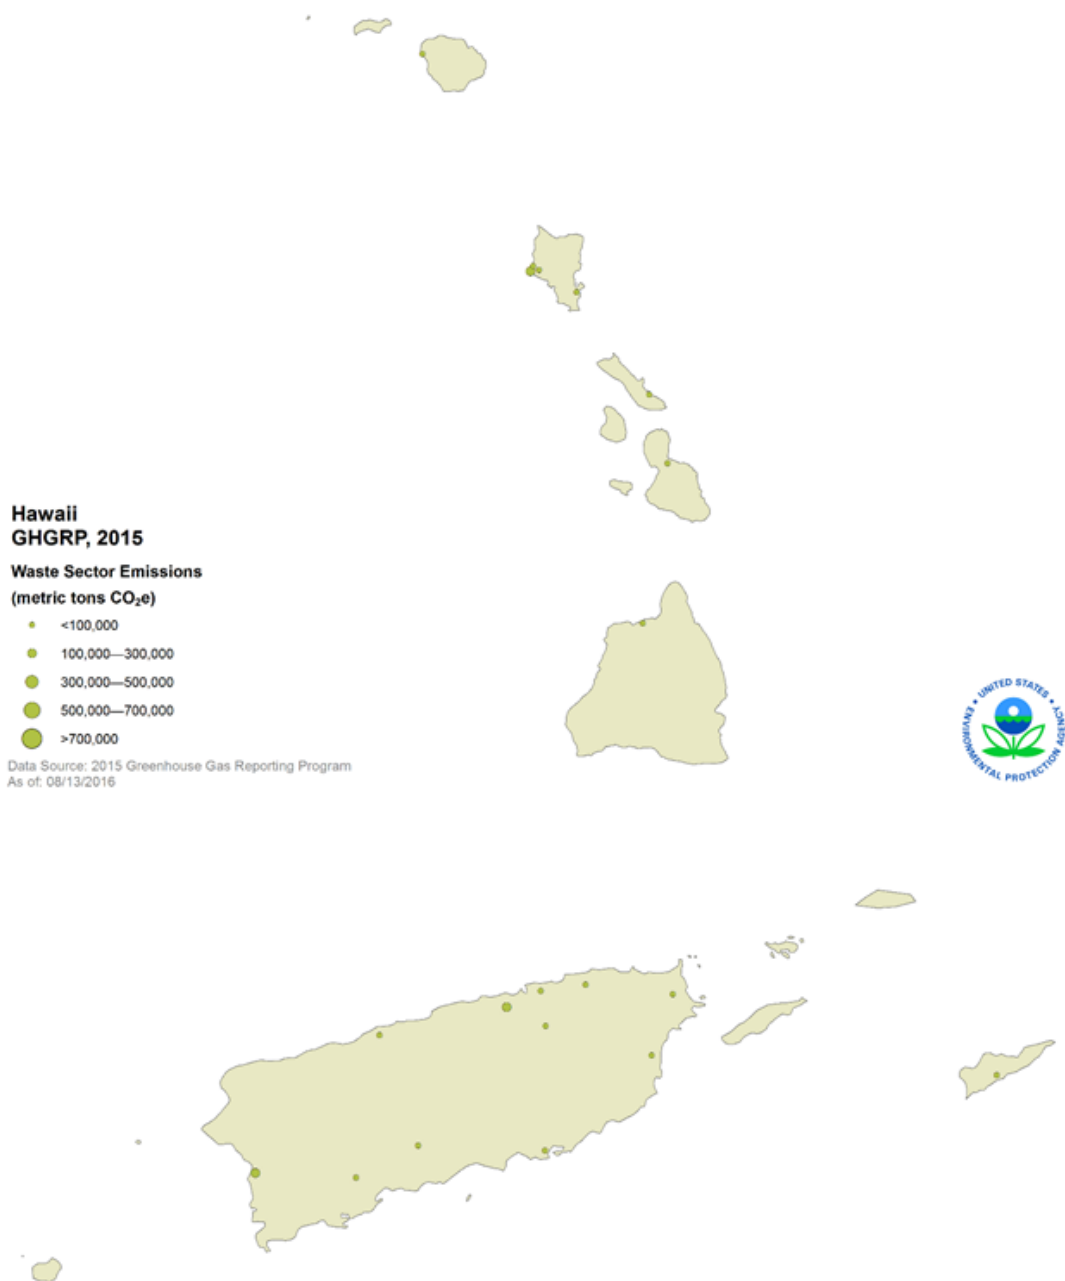 Hawaii
GHGRP, 2015
Waste Sector Emissions
(metric tons CO₂e)
<100,000
100,000—300,000
300,000—500,000
500,000—700,000
>700,000
Data Source: 2015 Greenhouse Gas Reporting Program
As of: 08/13/2016
UNITED STATES
ENVIRONMENTAL PROTECTION AGENCY